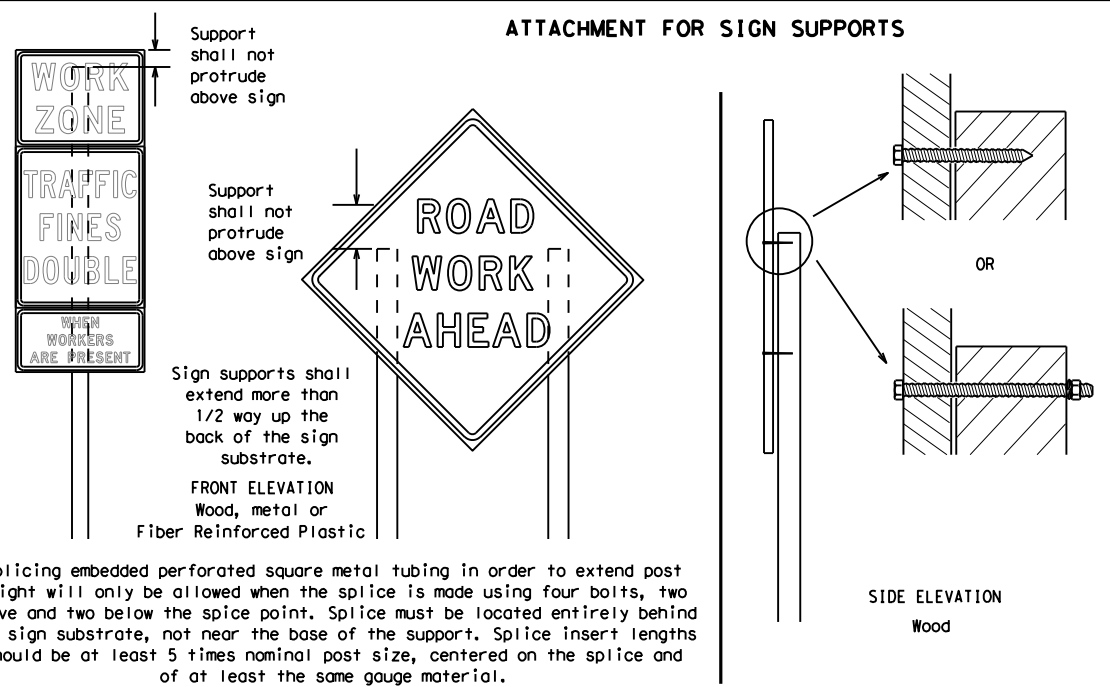 ATTACHMENT FOR SIGN SUPPORTS
Support
shall not
protrude
above sign
WORK
ZONE
TRAFFIC
FINES
DOUBLE
WHEN
WORKERS
ARE PRESENT
Support
shall not
protrude
above sign
ROAD
WORK
AHEAD
Sign supports shall
extend more than
1/2 way up the
back of the sign
substrate.
FRONT ELEVATION
Wood, metal or
Fiber Reinforced Plastic
OR
SIDE ELEVATION
Wood
plicing embedded perforated square metal tubing in order to extend post
ight will only be allowed when the splice is made using four bolts, two
ve and two below the spice point. Splice must be located entirely behind
sign substrate, not near the base of the support. Splice insert lengths
ould be at least 5 times nominal post size, centered on the splice and
of at least the same gauge material.